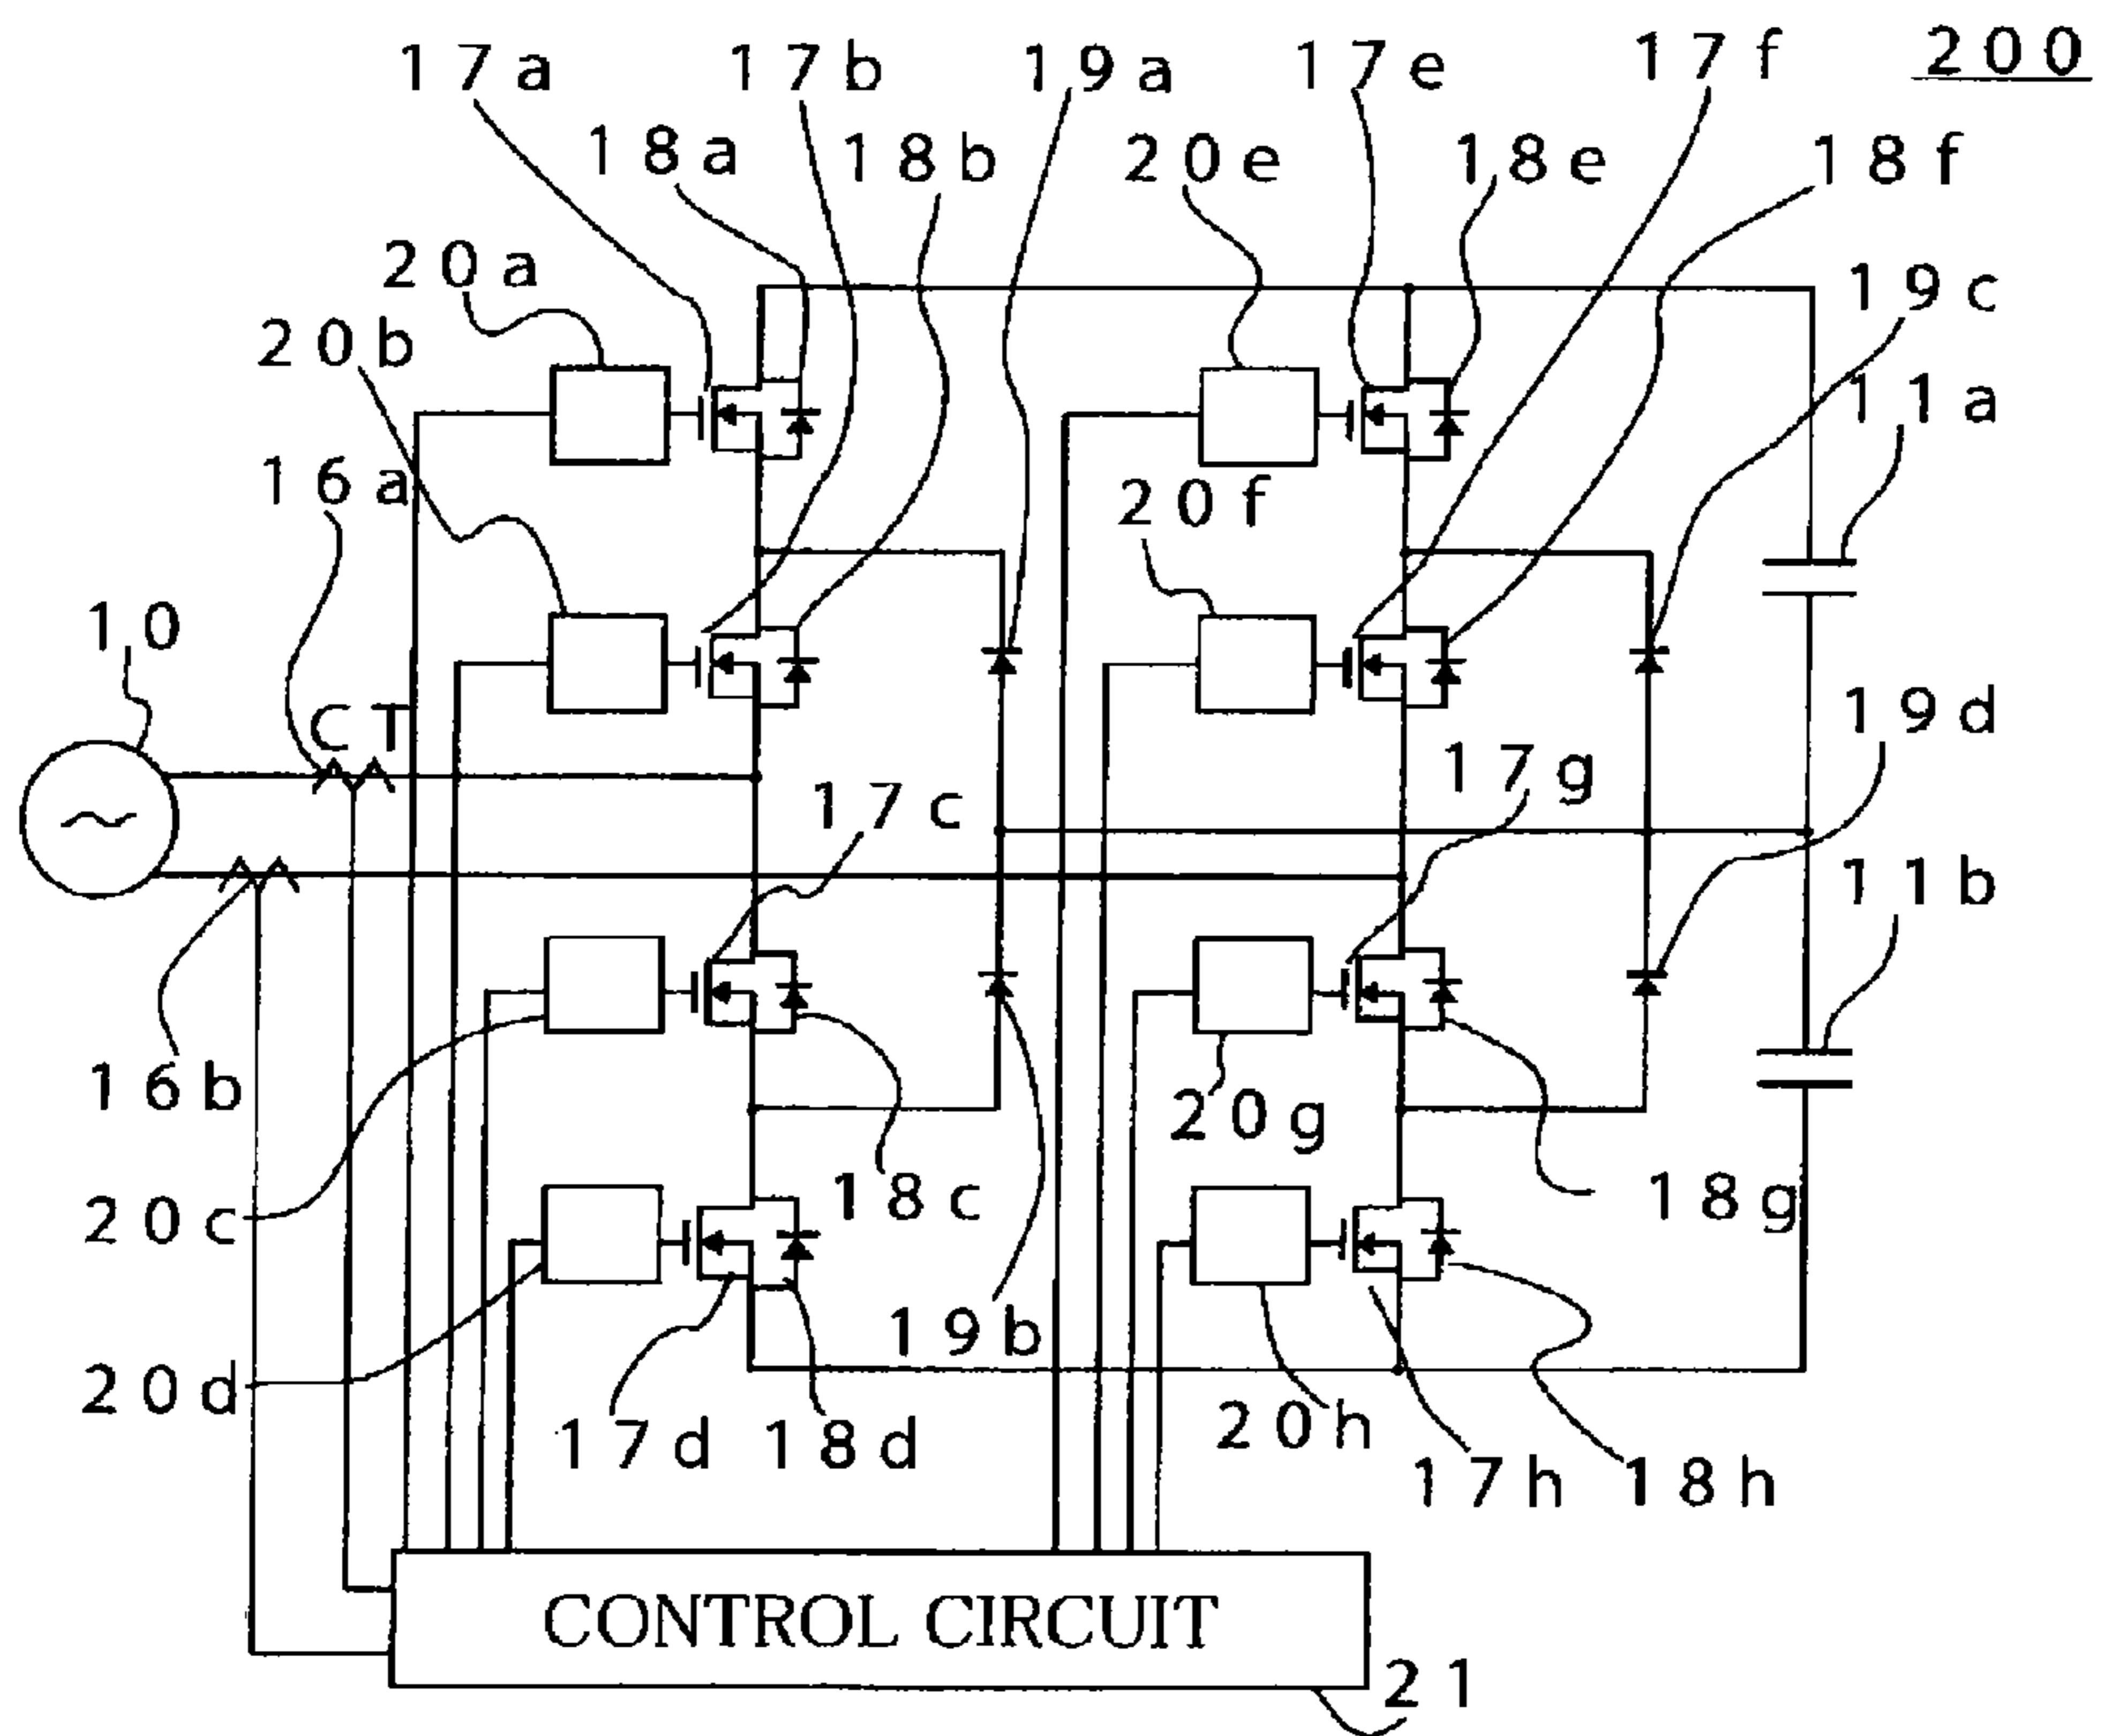 200
17a 17b 19a 17e 17f
18a 18b 20e 18e 18f
20a
19c
20b
11a
16a
20f
10
CT
19d
17g
17c
11b
16b
20g
20c
18c
18g
19b
20d
20h
17d 18d
17h 18h
CONTROL CIRCUIT
21